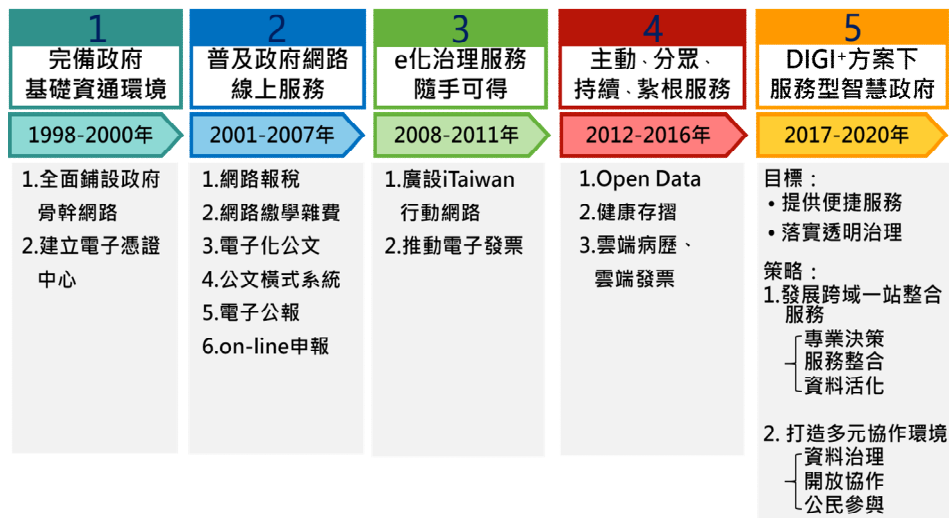 1
完備政府
基礎資通環境
1998-2000年
1.全面鋪設政府
骨幹網路
2.建立電子憑證
中心
2
普及政府網路
線上服務
2001-2007年
1.網路報稅
2.網路繳學雜費
3.電子化公文
4.公文橫式系統
5.電子公報
6.on-line申報
3
e化治理服務
隨手可得
2008-2011年
1.廣設iTaiwan
行動網路
2.推動電子發票
4
主動、分眾、
持續、紮根服務
2012-2016年
1.Open Data
2.健康存摺
3.雲端病歷、
雲端發票
5
DIGI⁺方案下
服務型智慧政府
2017-2020年
目標：
• 提供便捷服務
• 落實透明治理
策略：
1.發展跨域一站整合
服務
專業決策
服務整合
資料活化
2. 打造多元協作環境
資料治理
開放協作
公民參與